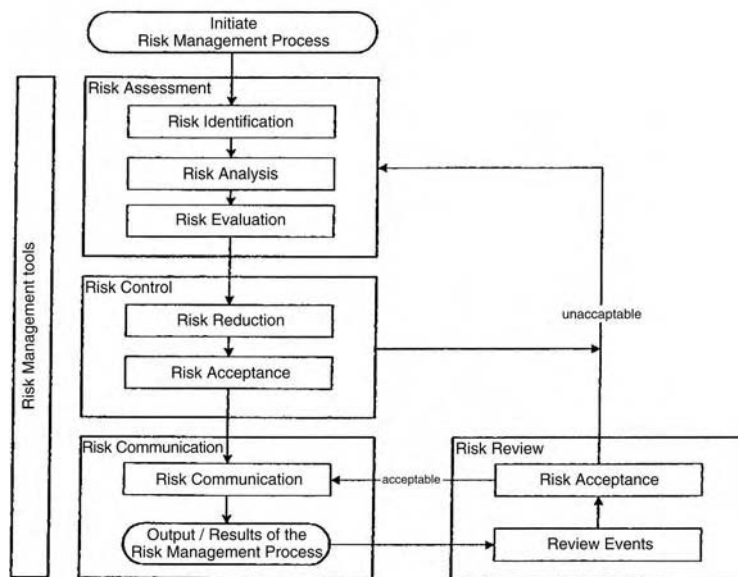 Initiate
Risk Management Process
Risk Management tools
Risk Assessment
Risk Identification
Risk Analysis
Risk Evaluation
Risk Control
Risk Reduction
Risk Acceptance
unaccaptable
Risk Communication
Risk Communication
Output / Results of the
Risk Management Process
acceptable
Risk Review
Risk Acceptance
Review Events